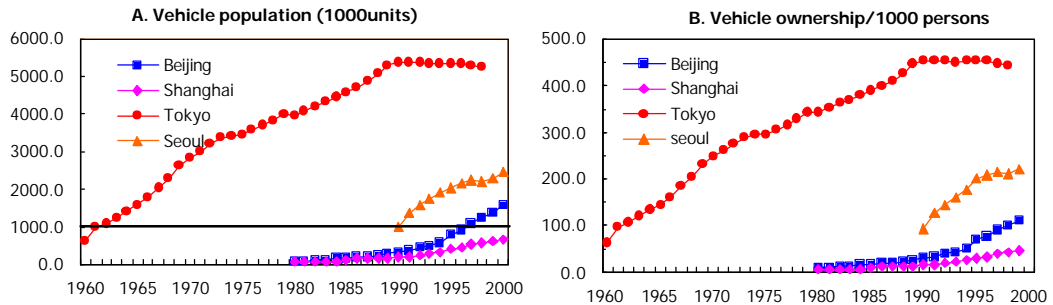 A. Vehicle population (1000units)
6000.0
5000.0
4000.0
3000.0
2000.0
1000.0
0.0
Beijing
Shanghai
Tokyo
Seoul
1960 1965 1970 1975 1980 1985 1990 1995 2000
B. Vehicle ownership/1000 persons
500.0
400.0
300.0
200.0
100.0
0.0
Beijing
Shanghai
Tokyo
seoul
1960 1965 1970 1975 1980 1985 1990 1995 2000